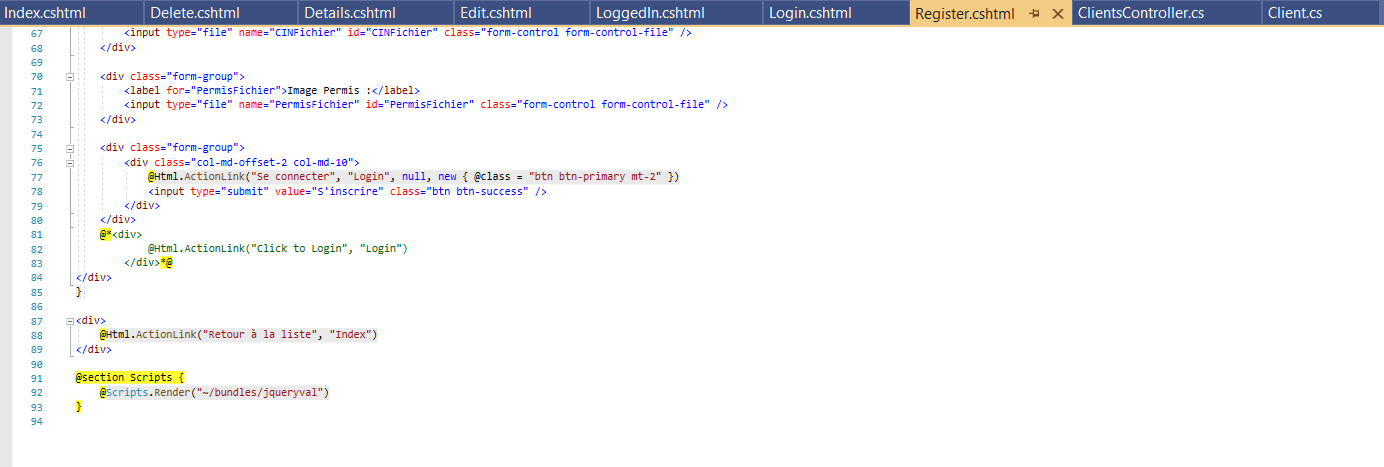 Index.cshtml Delete.cshtml Details.cshtml Edit.cshtml LoggedIn.cshtml Login.cshtml Register.cshtml ClientsController.cs Client.cs
67 <input type="file" name="CINFichier" id="CINFichier" class="form-control form-control-file" />
68 </div>
69
70 <div class="form-group">
71 <label for="PermisFichier">Image Permis :</label>
72 <input type="file" name="PermisFichier" id="PermisFichier" class="form-control form-control-file" />
73 </div>
74
75 <div class="form-group">
76 <div class="col-md-offset-2 col-md-10">
77 @Html.ActionLink("Se connecter", "Login", null, new { @class = "btn btn-primary mt-2" })
78 <input type="submit" value="S'inscrire" class="btn btn-success" />
79 </div>
80 </div>
81 @*<div>
82 @Html.ActionLink("Click to Login", "Login")
83 </div>*@
84 </div>
85 }
86
87 <div>
88 @Html.ActionLink("Retour à la liste", "Index")
89 </div>
90
91 @section Scripts {
92 @Scripts.Render("~/bundles/jqueryval")
93 }
94